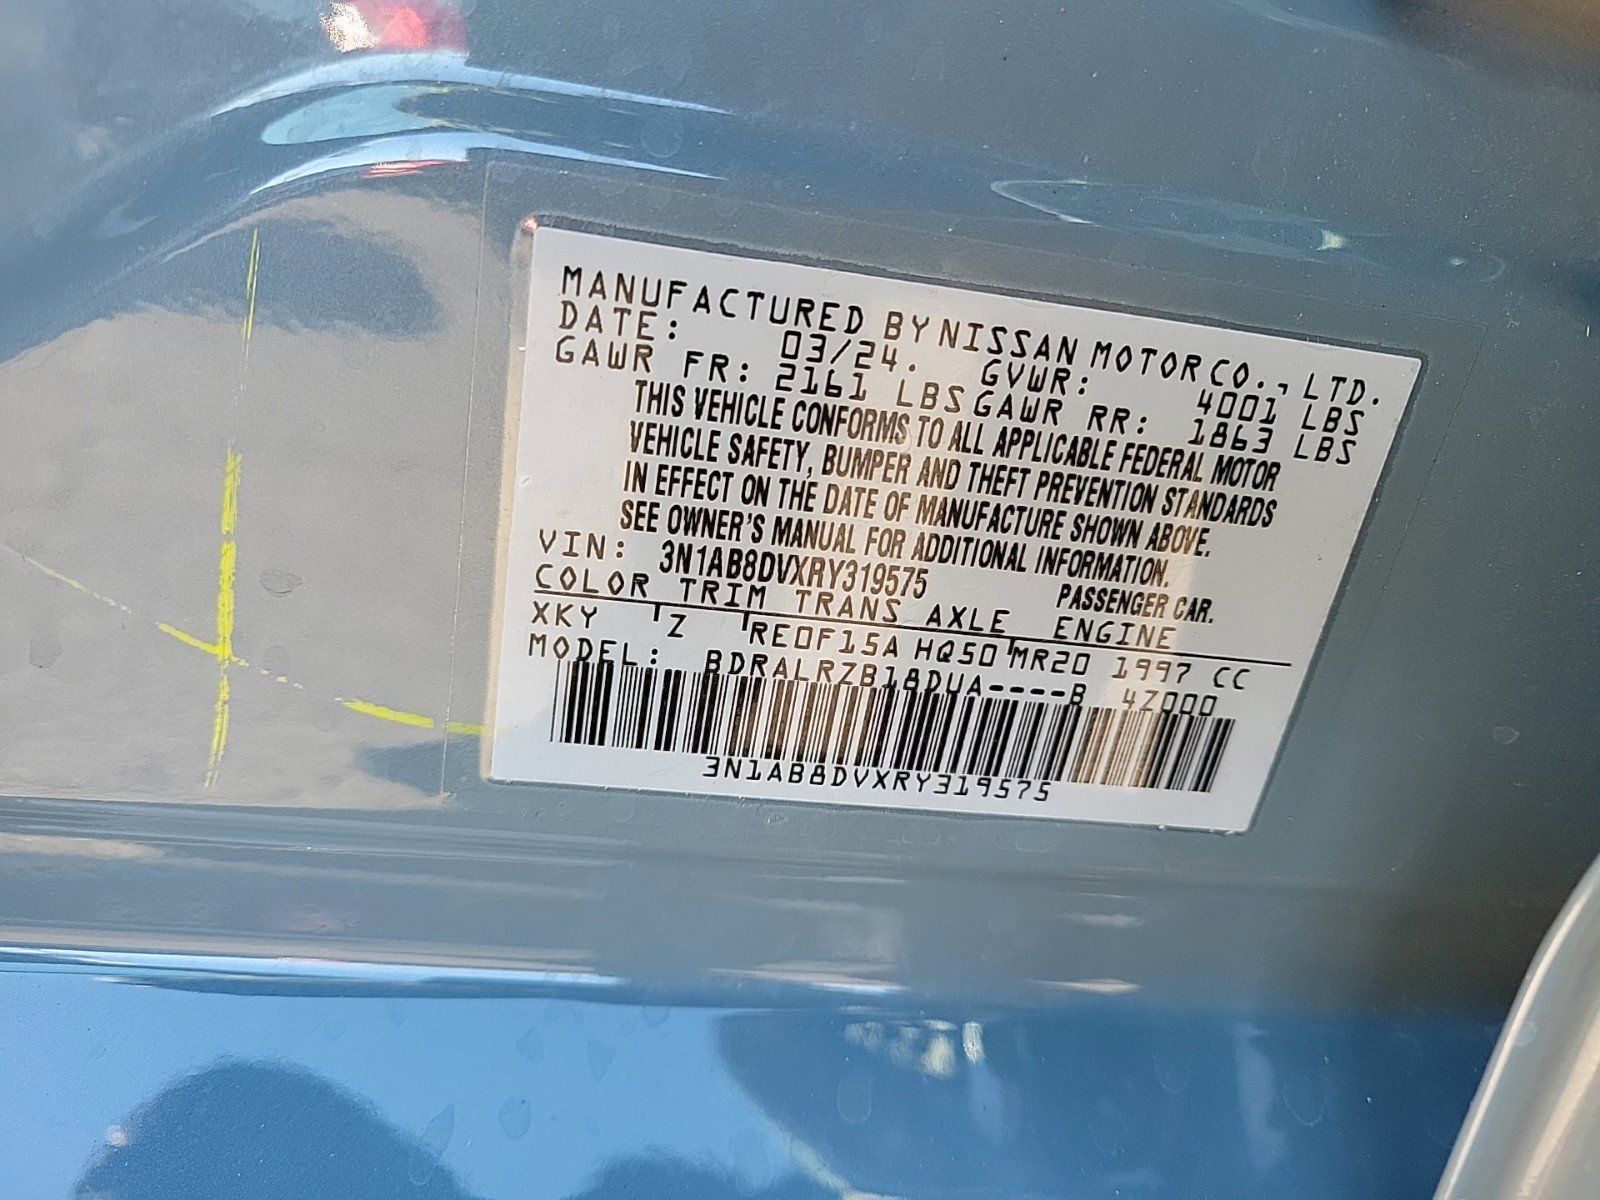 MANUFACTURED BY NISSAN MOTOR CO., LTD.
DATE: 03/24. GVWR: 4001 LBS
GAWR FR: 2161 LBS GAWR RR: 1863 LBS
THIS VEHICLE CONFORMS TO ALL APPLICABLE FEDERAL MOTOR
VEHICLE SAFETY, BUMPER AND THEFT PREVENTION STANDARDS
IN EFFECT ON THE DATE OF MANUFACTURE SHOWN ABOVE.
SEE OWNER'S MANUAL FOR ADDITIONAL INFORMATION.
VIN: 3N1AB8DVXRY319575 PASSENGER CAR.
COLOR TRIM TRANS AXLE ENGINE
XKY Z RE0F15A HQ50 MR20 1997 CC
MODEL: BDRALRZB18DUA----B 4Z000
3N1AB8DVXRY319575